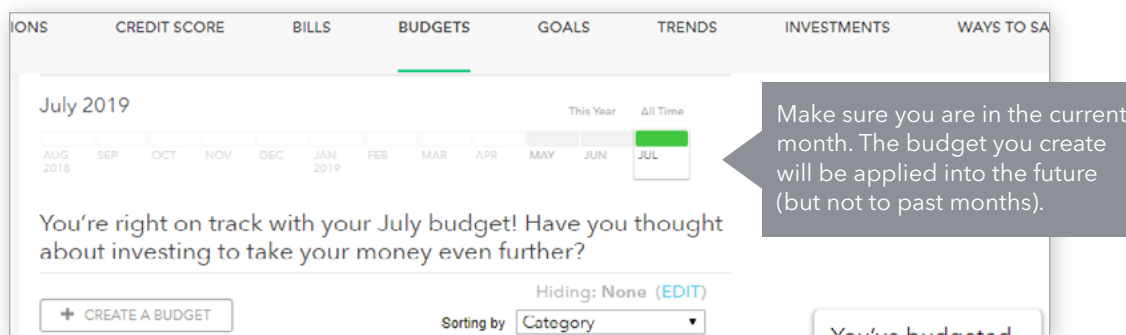 IONS CREDIT SCORE BILLS BUDGETS GOALS TRENDS INVESTMENTS WAYS TO SA
July 2019
This Year All Time
AUG SEP OCT NOV DEC JAN FEB MAR APR MAY JUN JUL
2018 2019
Make sure you are in the current
month. The budget you create
will be applied into the future
(but not to past months).
You're right on track with your July budget! Have you thought
about investing to take your money even further?
Hiding: None (EDIT)
+ CREATE A BUDGET
Sorting by Category
You've budgeted